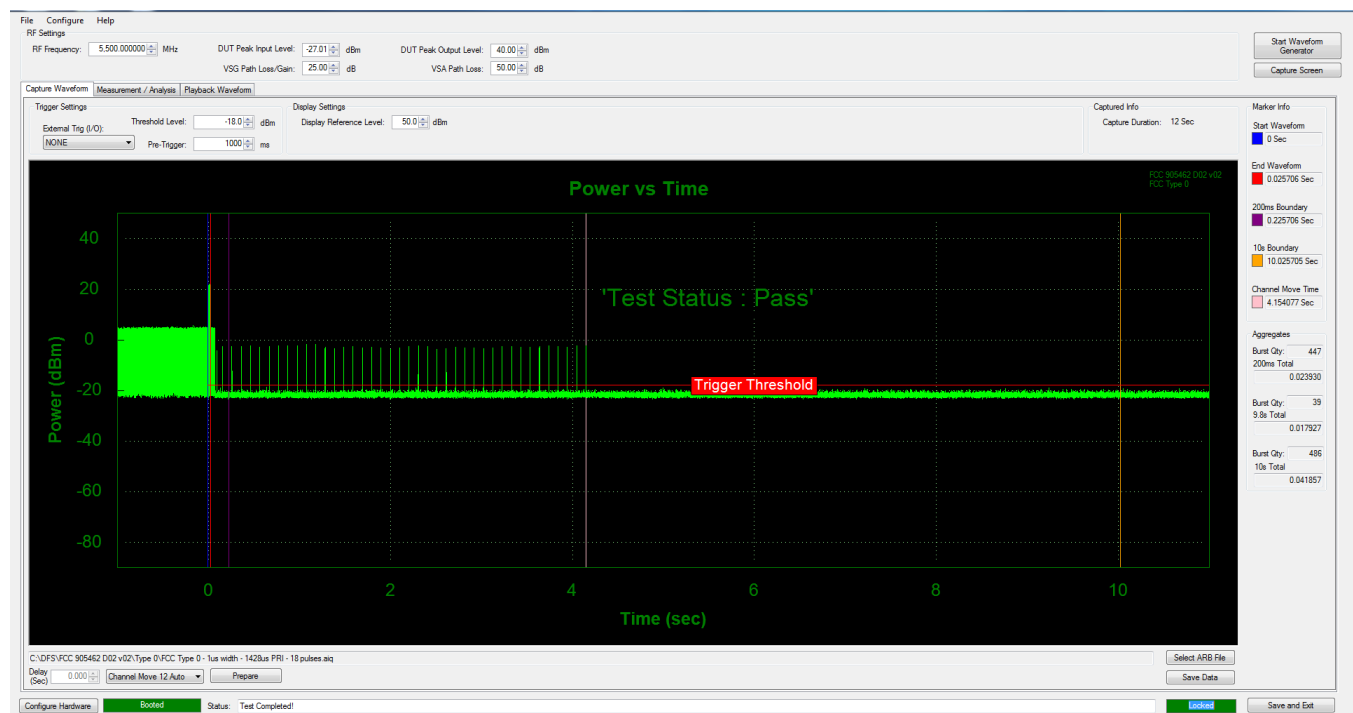 File Configure Help
RF Settings
RF Frequency: 5,500.000000 MHz DUT Peak Input Level: -27.01 dBm DUT Peak Output Level: 40.00 dBm
VSG Path Loss/Gain: 25.00 dB VSA Path Loss: 50.00 dB
Start Waveform
Generator
Capture Screen
Capture Waveform Measurement / Analysis Playback Waveform
Trigger Settings
External Trig (I/O):
NONE
Threshold Level: -18.0 dBm
Pre-Trigger: 1000 ms
Display Settings
Display Reference Level: 50.0 dBm
Captured Info
Capture Duration: 12 Sec
Marker Info
Start Waveform
0 Sec
End Waveform
0.025706 Sec
200ms Boundary
0.225706 Sec
10s Boundary
10.025705 Sec
Channel Move Time
4.154077 Sec
Aggregates
Burst Qty: 447
200ms Total
0.023930
Burst Qty: 39
9.8s Total
0.017927
Burst Qty: 486
10s Total
0.041857
Power vs Time
FCC 905462 D02 v02
FCC Type 0
'Test Status : Pass'
Trigger Threshold
Power (dBm)
40
20
0
-20
-40
-60
-80
0 2 4 6 8 10
Time (sec)
C:\DFS\FCC 905462 D02 v02\Type 0\FCC Type 0 - 1us width - 1428us PRI - 18 pulses.aiq
Select ARB File
Delay
(Sec) 0.000 Channel Move 12 Auto Prepare
Save Data
Configure Hardware Booted Status: Test Completed! Locked Save and Exit